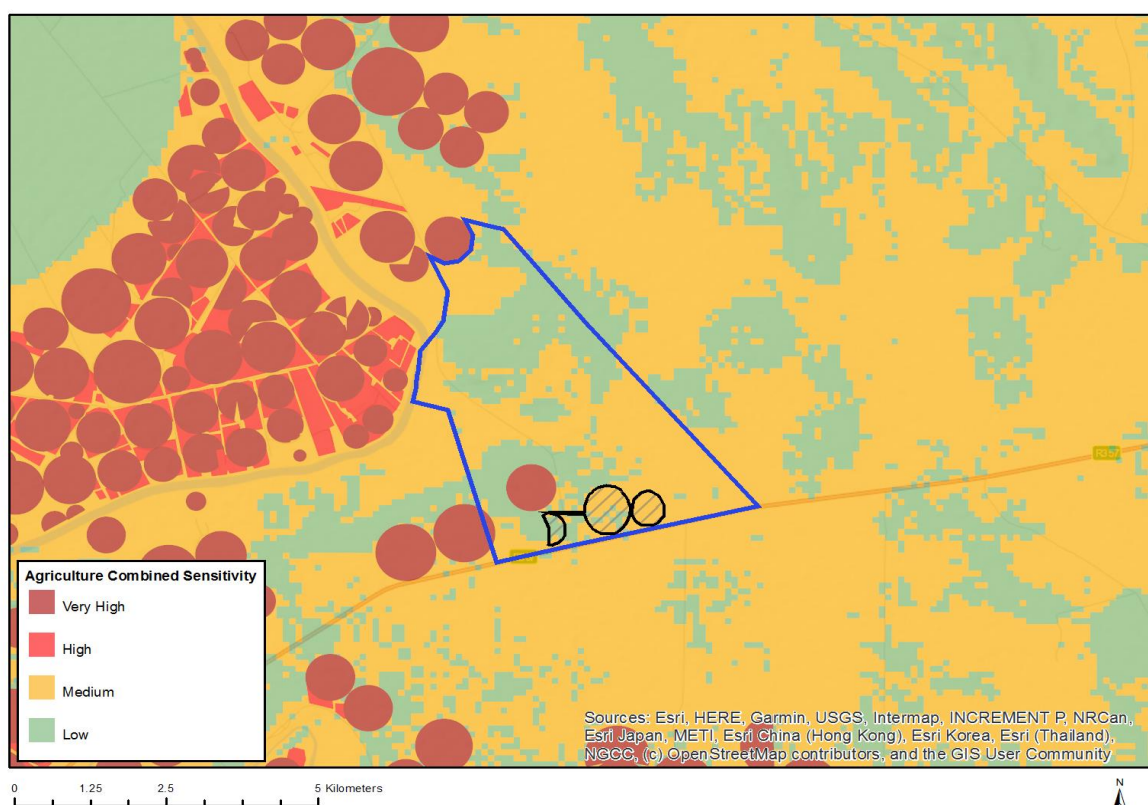 R357
Agriculture Combined Sensitivity
Very High
High
Medium
Low
Sources: Esri, HERE, Garmin, USGS, Intermap, INCREMENT P, NRCan,
Esri Japan, METI, Esri China (Hong Kong), Esri Korea, Esri (Thailand),
NGCC, (c) OpenStreetMap contributors, and the GIS User Community
0 1.25 2.5 5 Kilometers
N